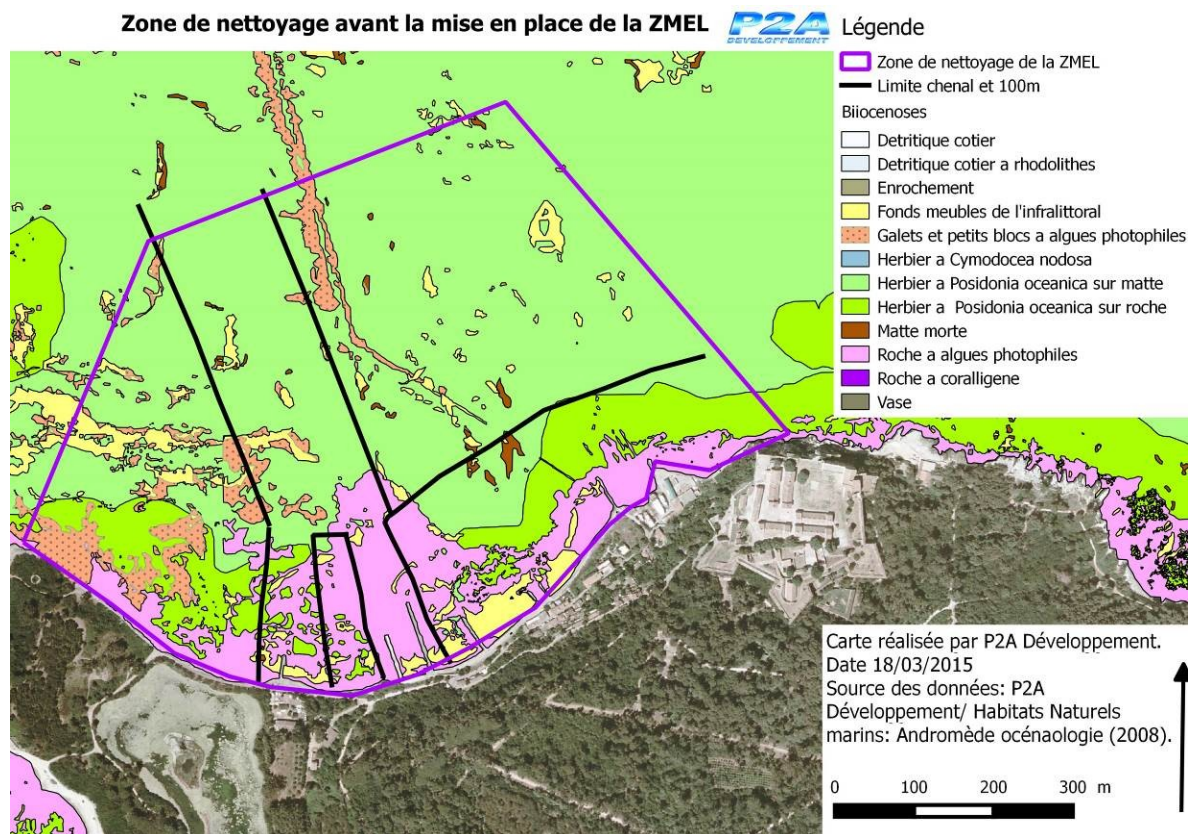 Zone de nettoyage avant la mise en place de la ZMEL
P2A
DEVELOPPEMENT
Légende
Zone de nettoyage de la ZMEL
Limite chenal et 100m
Biiocenoses
Detritique cotier
Detritique cotier a rhodolithes
Enrochement
Fonds meubles de l'infralittoral
Galets et petits blocs a algues photophiles
Herbier a Cymodocea nodosa
Herbier a Posidonia oceanica sur matte
Herbier a Posidonia oceanica sur roche
Matte morte
Roche a algues photophiles
Roche a coralligene
Vase
Carte réalisée par P2A Développement.
Date 18/03/2015
Source des données: P2A
Développement/ Habitats Naturels
marins: Andromède océnaologie (2008).
0 100 200 300 m